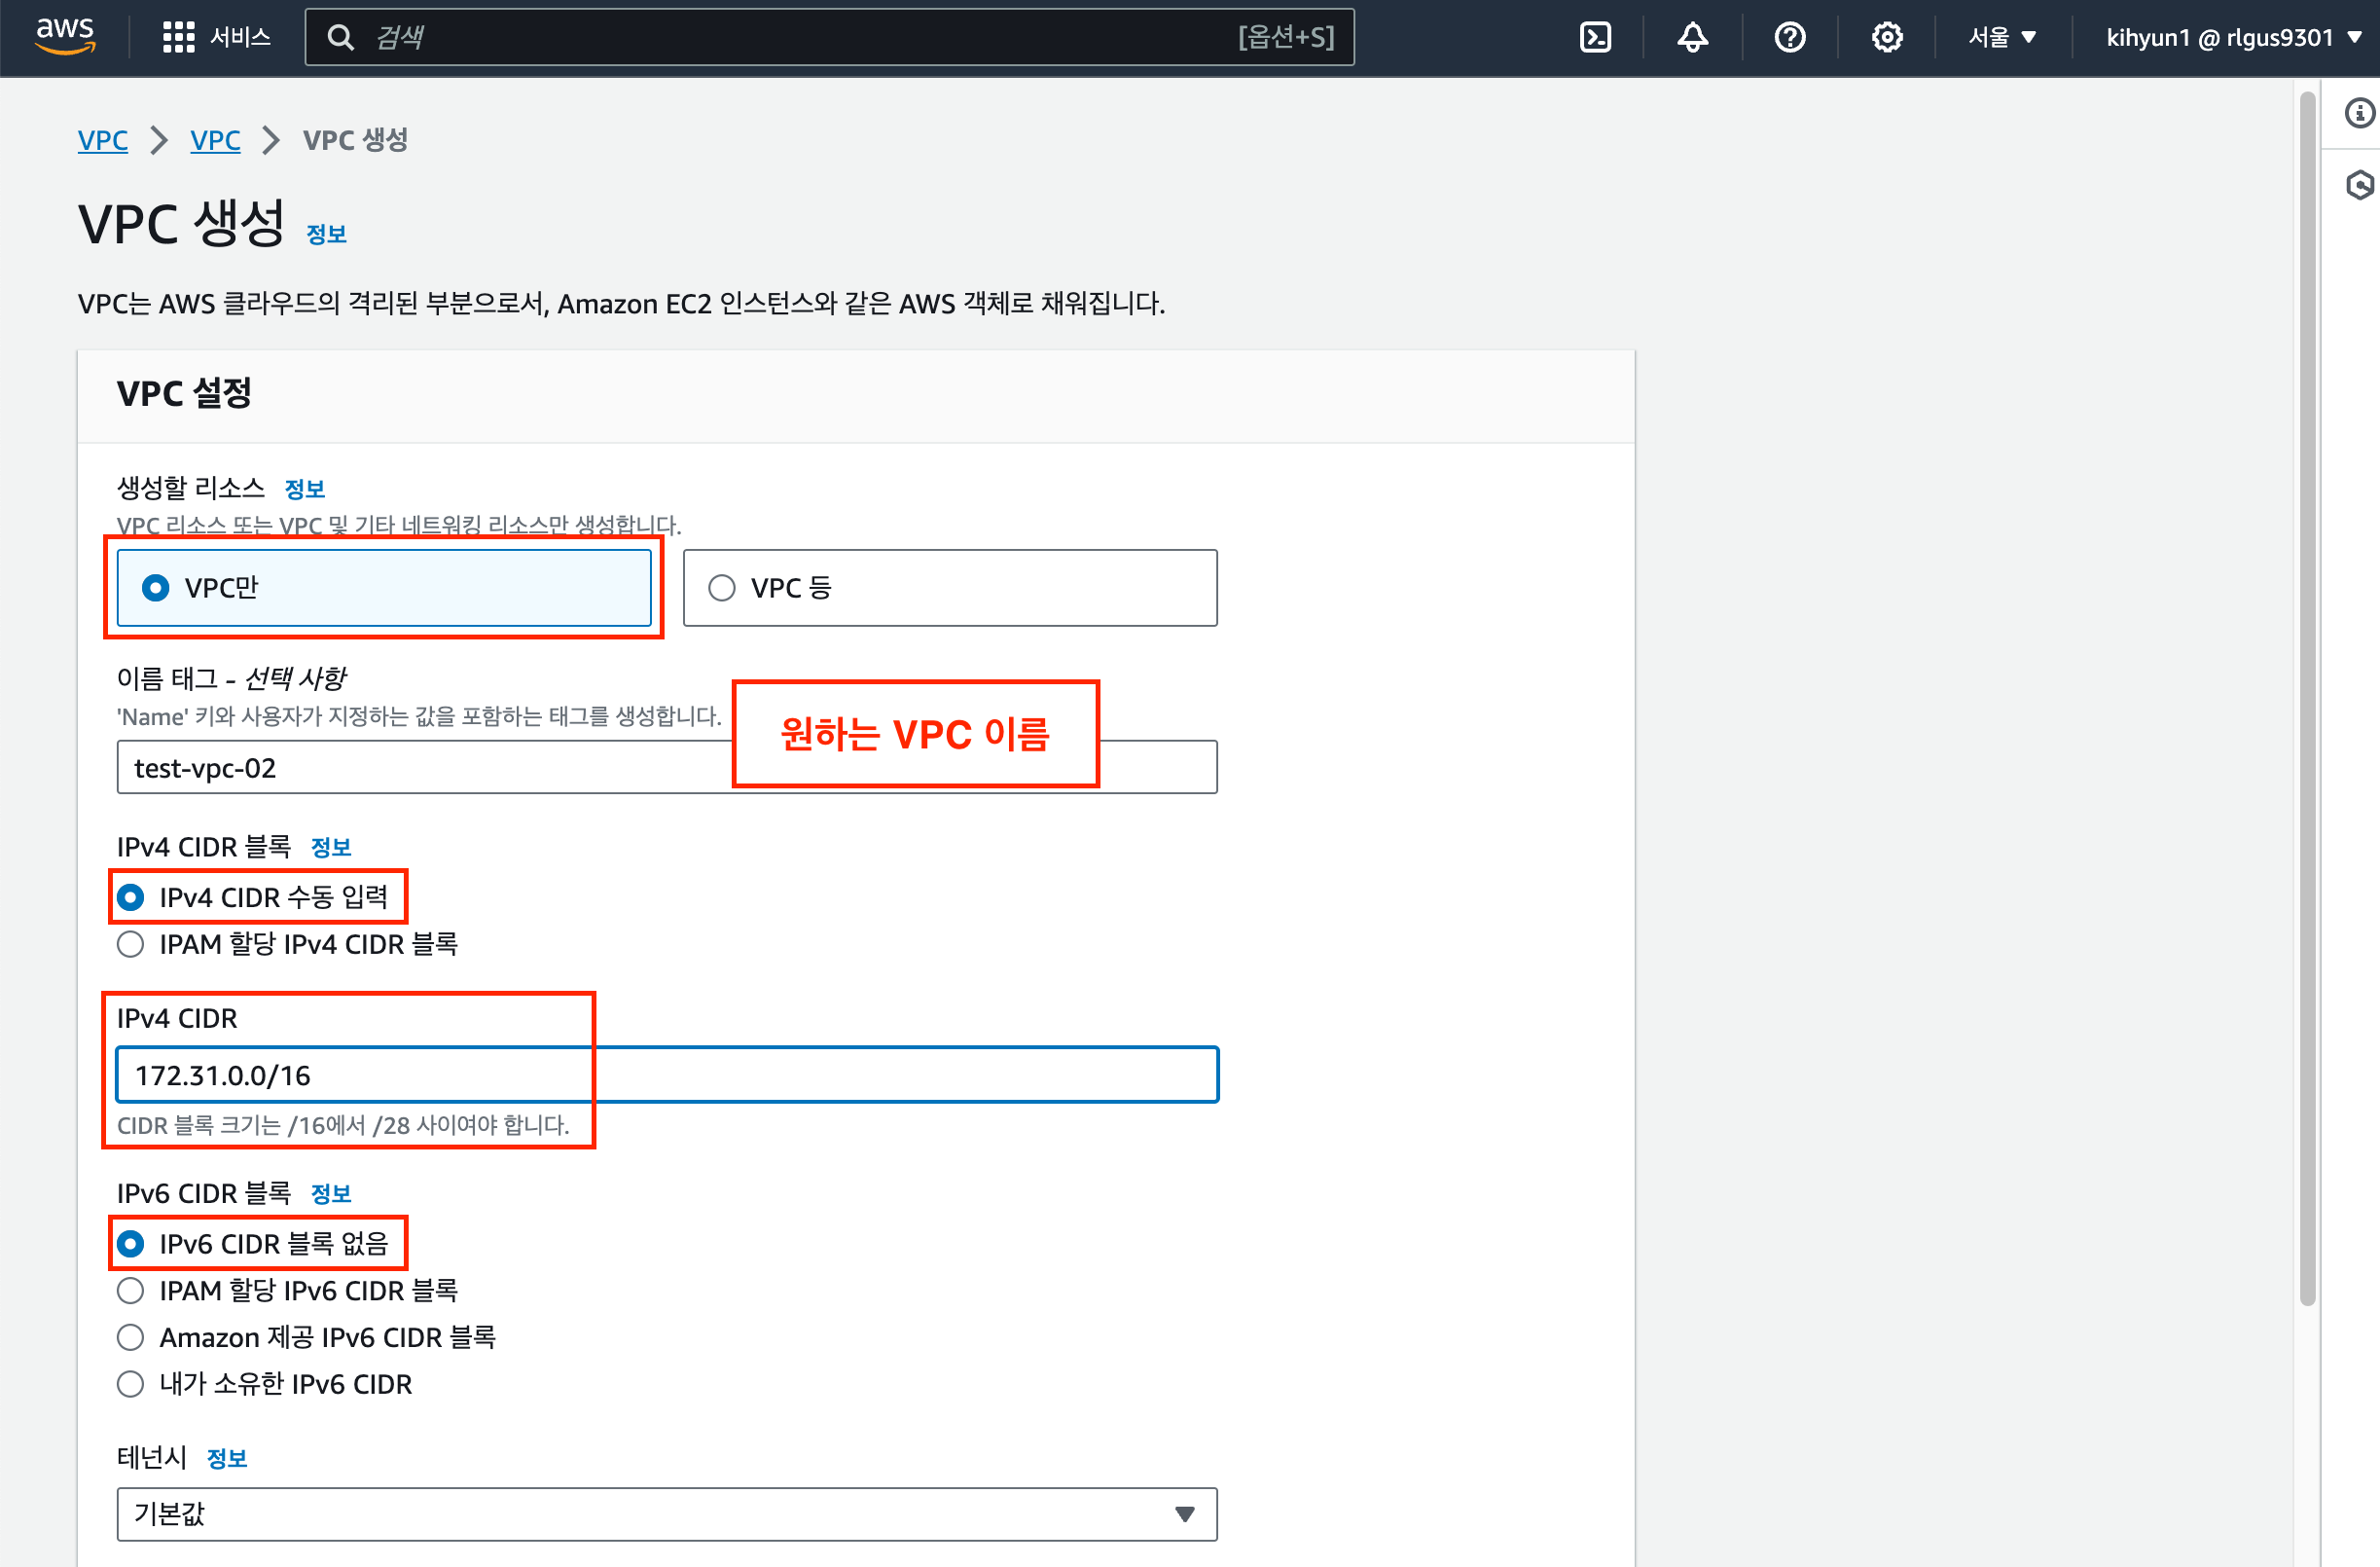 aws 서비스 검색 [옵션+S] 서울 kihyun1 @ rlgus9301
VPC VPC VPC 생성
VPC 생성 정보
VPC는 AWS 클라우드의 격리된 부분으로서, Amazon EC2 인스턴스와 같은 AWS 객체로 채워집니다.
VPC 설정
생성할 리소스 정보
VPC 리소스 또는 VPC 및 기타 네트워킹 리소스만 생성합니다.
VPC만 VPC 등
이름 태그 - 선택 사항
'Name' 키와 사용자가 지정하는 값을 포함하는 태그를 생성합니다.
원하는 VPC 이름
test-vpc-02
IPv4 CIDR 블록 정보
IPv4 CIDR 수동 입력
IPAM 할당 IPv4 CIDR 블록
IPv4 CIDR
172.31.0.0/16
CIDR 블록 크기는 /16에서 /28 사이여야 합니다.
IPv6 CIDR 블록 정보
IPv6 CIDR 블록 없음
IPAM 할당 IPv6 CIDR 블록
Amazon 제공 IPv6 CIDR 블록
내가 소유한 IPv6 CIDR
테넌시 정보
기본값